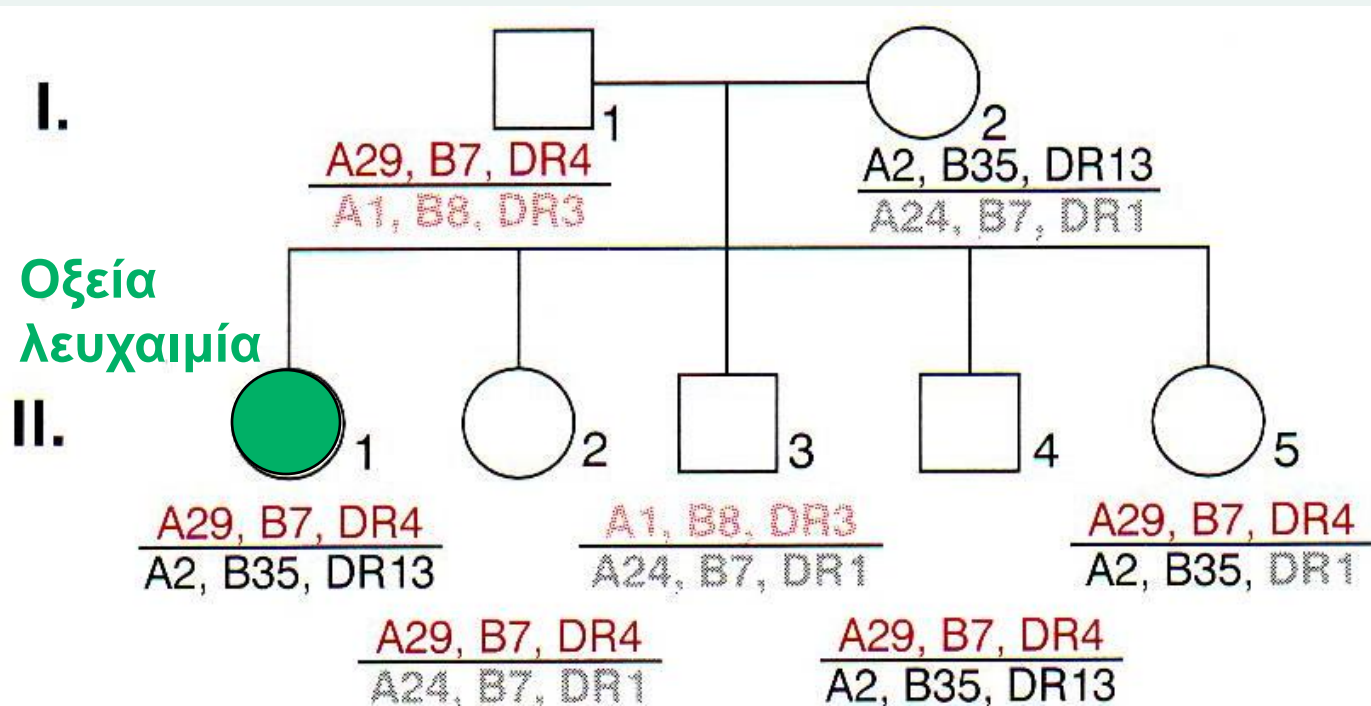 I.
1
2
A29, B7, DR4
A1, B8, DR3
A2, B35, DR13
A24, B7, DR1
Οξεία
λευχαιμία
II.
1
2
3
4
5
A29, B7, DR4
A2, B35, DR13
A29, B7, DR4
A24, B7, DR1
A1, B8, DR3
A24, B7, DR1
A29, B7, DR4
A2, B35, DR13
A29, B7, DR4
A2, B35, DR1